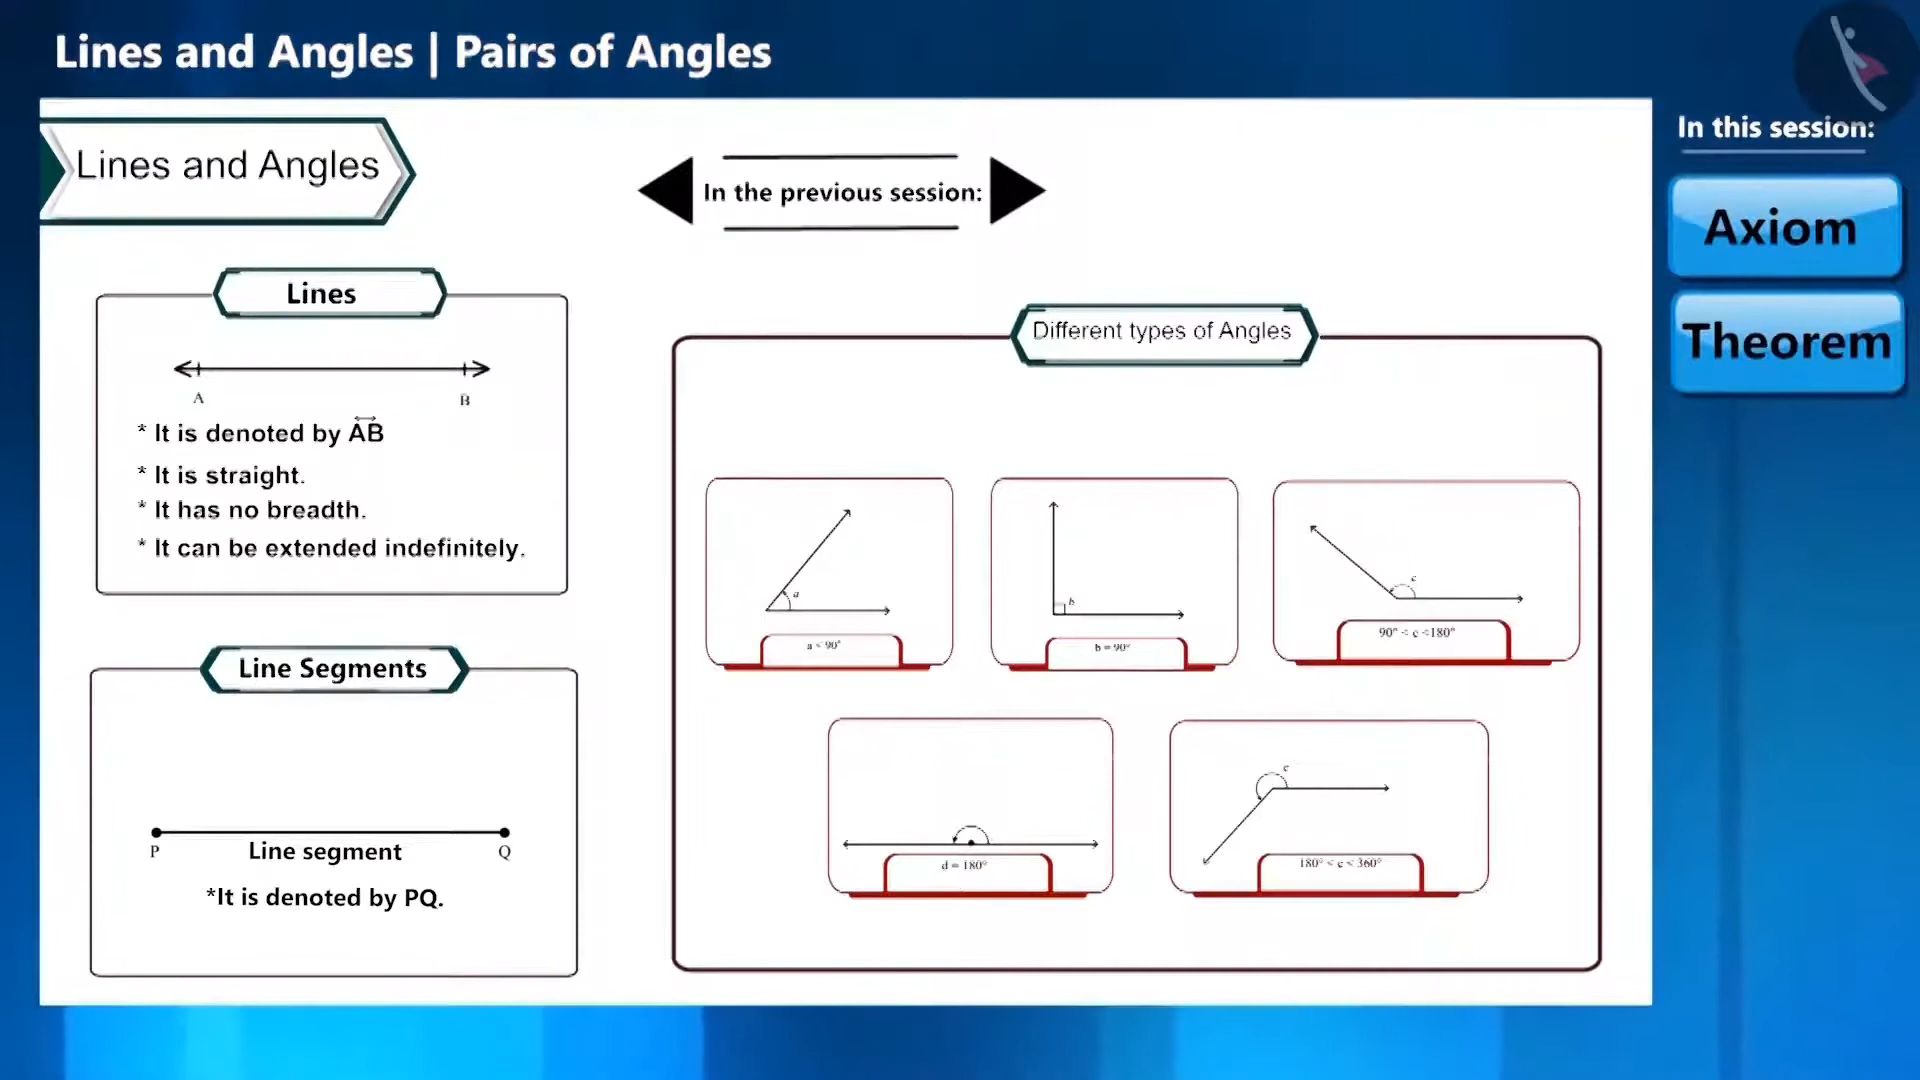 Lines and Angles | Pairs of Angles
In this session:
Axiom
Theorem
Lines and Angles
In the previous session:
Lines
A
B
* It is denoted by AB
* It is straight.
* It has no breadth.
* It can be extended indefinitely.
Line Segments
P
Line segment
Q
*It is denoted by PQ.
Different types of Angles
a
a < 90°
b
b = 90°
c
90° < c <180°
d = 180°
e
180° < e < 360°